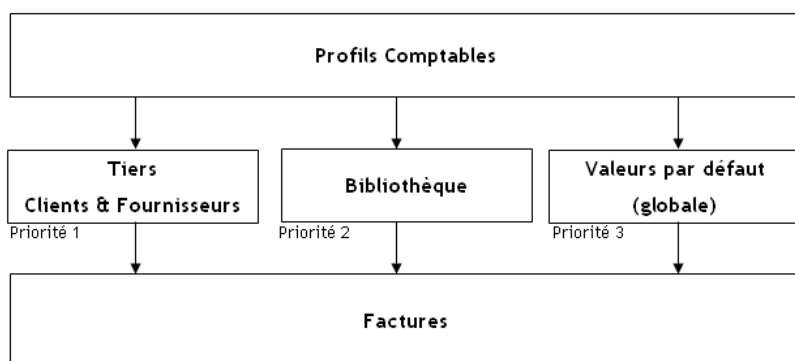 Profils Comptables
Tiers
Clients & Fournisseurs
Priorité 1
Bibliothèque
Priorité 2
Valeurs par défaut
(globale)
Priorité 3
Factures